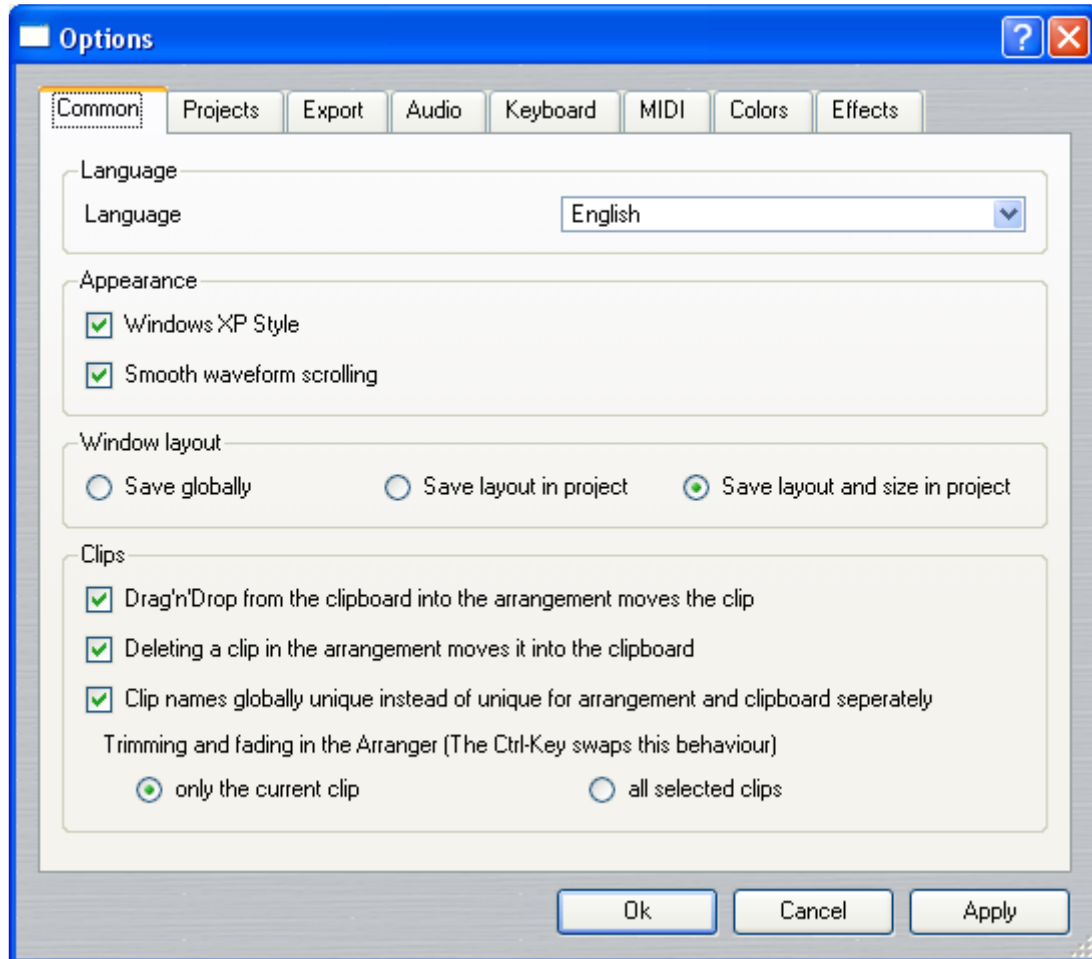 Options
Common Projects Export Audio Keyboard MIDI Colors Effects
Language
Language English
Appearance
Windows XP Style
Smooth waveform scrolling
Window layout
Save globally Save layout in project Save layout and size in project
Clips
Drag'n'Drop from the clipboard into the arrangement moves the clip
Deleting a clip in the arrangement moves it into the clipboard
Clip names globally unique instead of unique for arrangement and clipboard seperately
Trimming and fading in the Arranger (The Ctrl-Key swaps this behaviour)
only the current clip all selected clips
Ok Cancel Apply